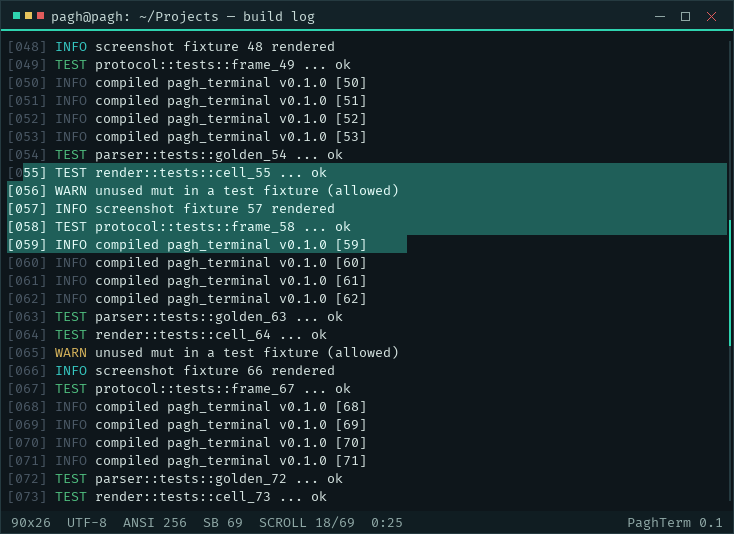 pagh@pagh: ~/Projects — build log
[048] INFO screenshot fixture 48 rendered
[049] TEST protocol::tests::frame_49 ... ok
[050] INFO compiled pagh_terminal v0.1.0 [50]
[051] INFO compiled pagh_terminal v0.1.0 [51]
[052] INFO compiled pagh_terminal v0.1.0 [52]
[053] INFO compiled pagh_terminal v0.1.0 [53]
[054] TEST parser::tests::golden_54 ... ok
[055] TEST render::tests::cell_55 ... ok
[056] WARN unused mut in a test fixture (allowed)
[057] INFO screenshot fixture 57 rendered
[058] TEST protocol::tests::frame_58 ... ok
[059] INFO compiled pagh_terminal v0.1.0 [59]
[060] INFO compiled pagh_terminal v0.1.0 [60]
[061] INFO compiled pagh_terminal v0.1.0 [61]
[062] INFO compiled pagh_terminal v0.1.0 [62]
[063] TEST parser::tests::golden_63 ... ok
[064] TEST render::tests::cell_64 ... ok
[065] WARN unused mut in a test fixture (allowed)
[066] INFO screenshot fixture 66 rendered
[067] TEST protocol::tests::frame_67 ... ok
[068] INFO compiled pagh_terminal v0.1.0 [68]
[069] INFO compiled pagh_terminal v0.1.0 [69]
[070] INFO compiled pagh_terminal v0.1.0 [70]
[071] INFO compiled pagh_terminal v0.1.0 [71]
[072] TEST parser::tests::golden_72 ... ok
[073] TEST render::tests::cell_73 ... ok
90x26 UTF-8 ANSI 256 SB 69 SCROLL 18/69 0:25 PaghTerm 0.1